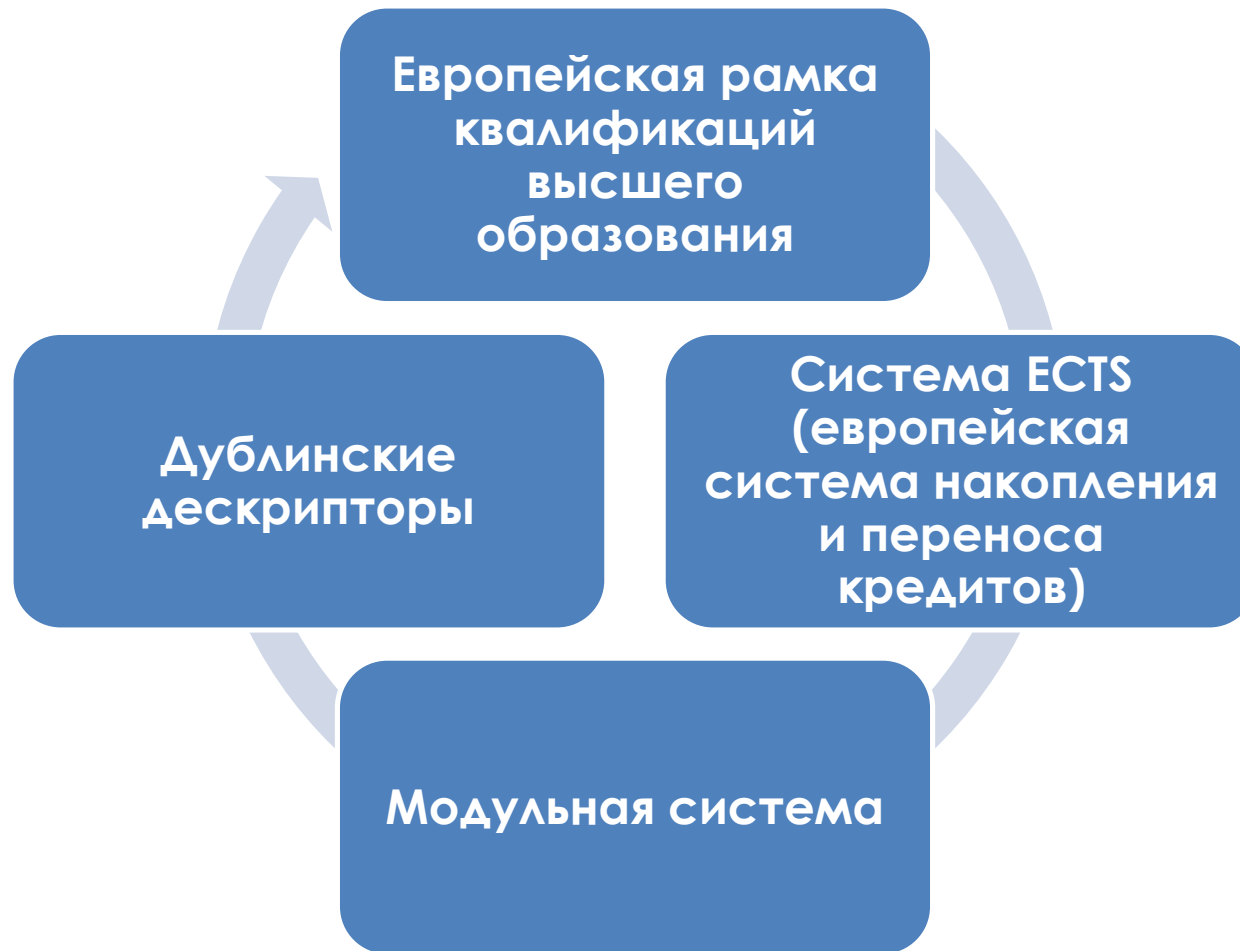 Европейская рамка
квалификаций
высшего
образования
Система ECTS
(европейская
система накопления
и переноса
кредитов)
Модульная система
Дублинские
дескрипторы